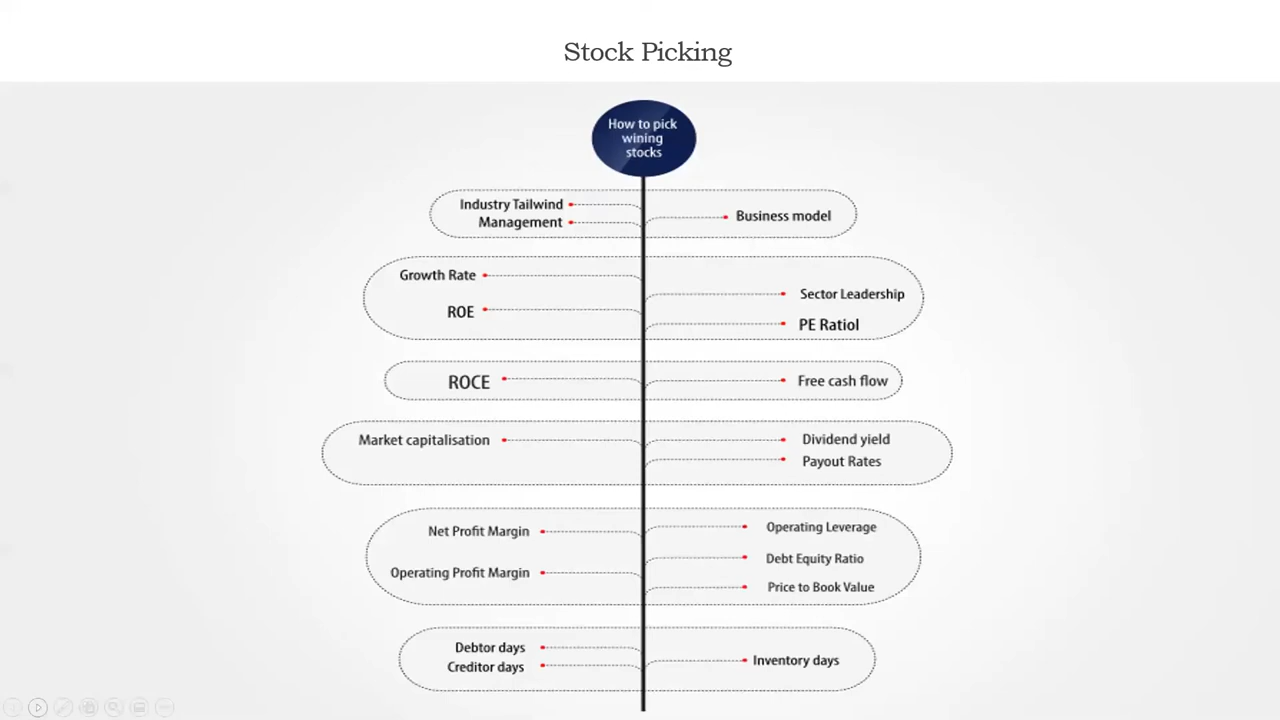 Stock Picking
How to pick
wining
stocks
Industry Tailwind
Management
Business model
Growth Rate
ROE
Sector Leadership
PE Ratiol
ROCE
Free cash flow
Market capitalisation
Dividend yield
Payout Rates
Net Profit Margin
Operating Profit Margin
Operating Leverage
Debt Equity Ratio
Price to Book Value
Debtor days
Creditor days
Inventory days